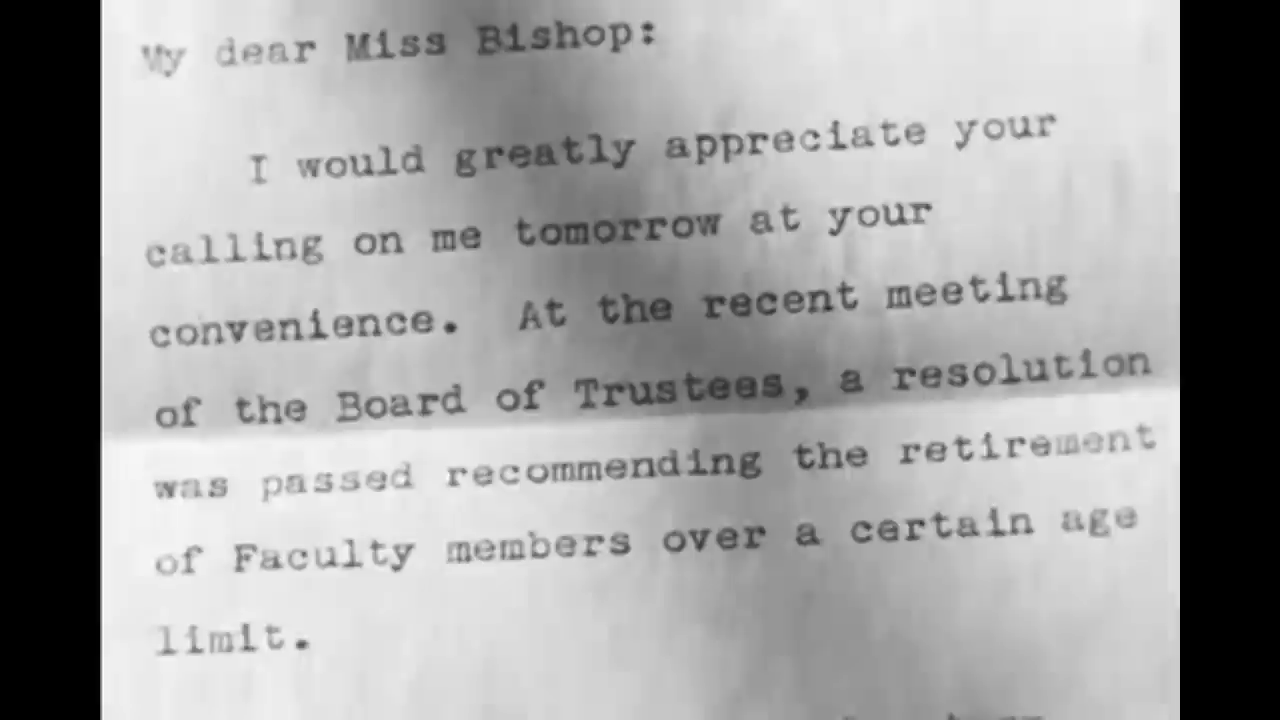 My dear Miss Bishop:
I would greatly appreciate your
calling on me tomorrow at your
convenience. At the recent meeting
of the Board of Trustees, a resolution
was passed recommending the retirement
of Faculty members over a certain age
limit.